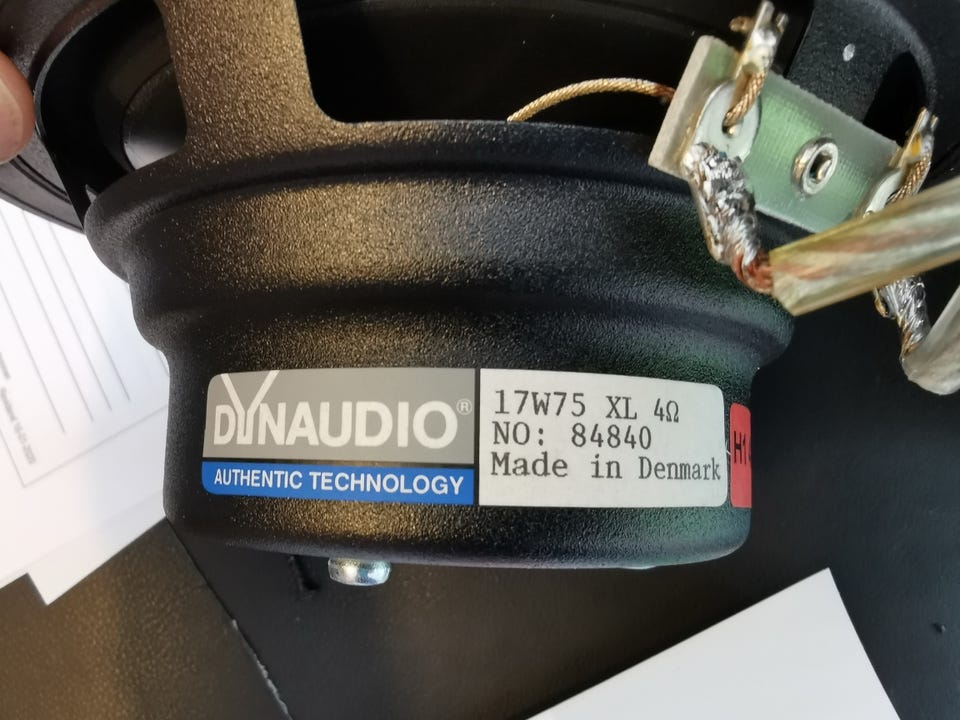 DYNAUDIO®
AUTHENTIC TECHNOLOGY
17W75 XL 4Ω
NO: 84840
Made in Denmark